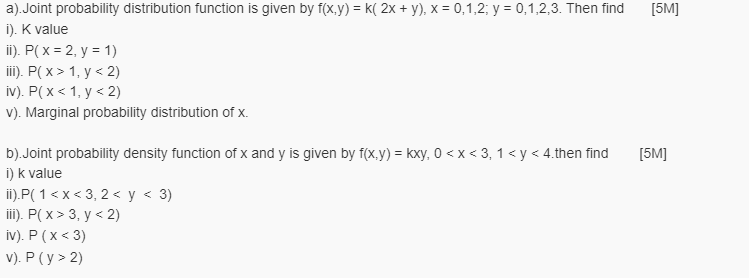 a).Joint probability distribution function is given by f(x,y) = k( 2x + y), x = 0,1,2; y = 0,1,2,3. Then find [5M]
i). K value
ii). P( x = 2, y = 1)
iii). P( x > 1, y < 2)
iv). P( x < 1, y < 2)
v). Marginal probability distribution of x.
b).Joint probability density function of x and y is given by f(x,y) = kxy, 0 < x < 3, 1 < y < 4.then find [5M]
i) k value
ii).P( 1 < x < 3, 2 < y < 3)
iii). P( x > 3, y < 2)
iv). P ( x < 3)
v). P ( y > 2)